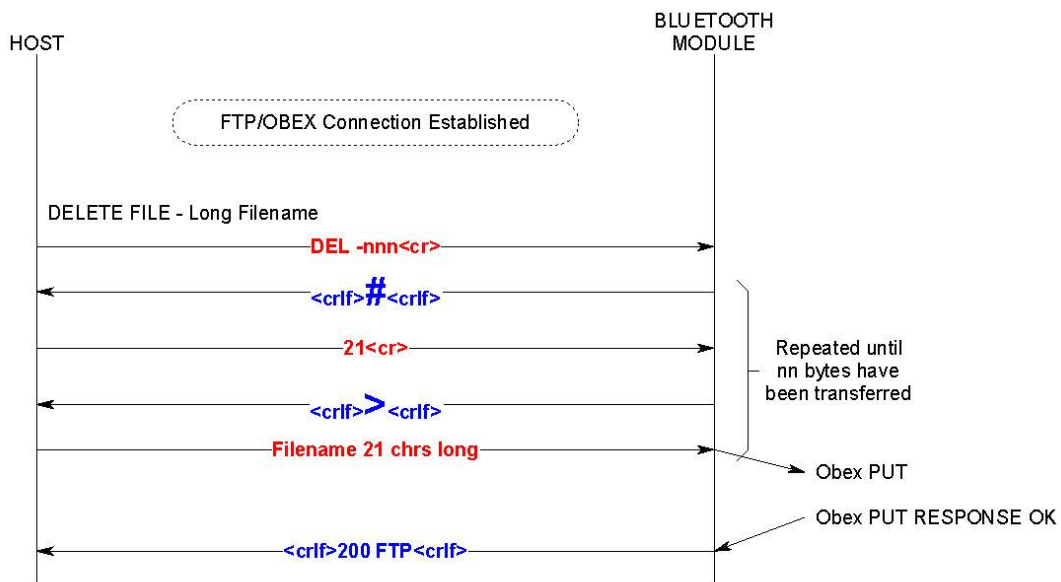 HOST
BLUETOOTH
MODULE
FTP/OBEX Connection Established
DELETE FILE - Long Filename
DEL -nnn<cr>
<crlf>#<crlf>
21<cr>
<crlf>><crlf>
Repeated until
nn bytes have
been transferred
Filename 21 chrs long
Obex PUT
Obex PUT RESPONSE OK
<crlf>200 FTP<crlf>